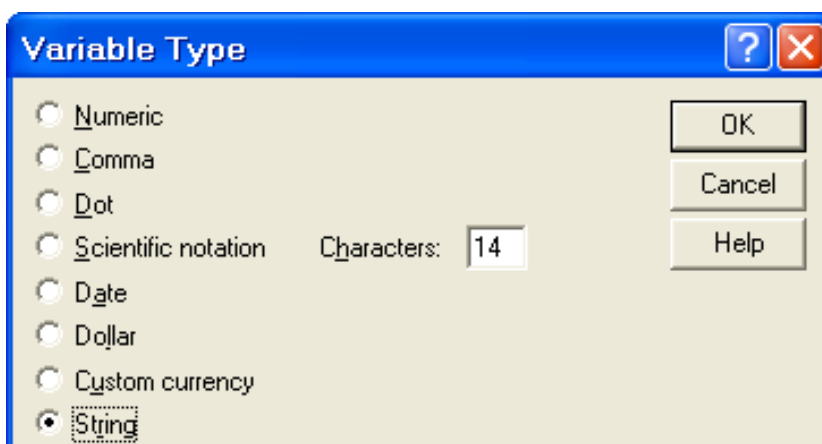 Variable Type
Numeric
Comma
Dot
Scientific notation
Date
Dollar
Custom currency
String
Characters: 14
OK
Cancel
Help